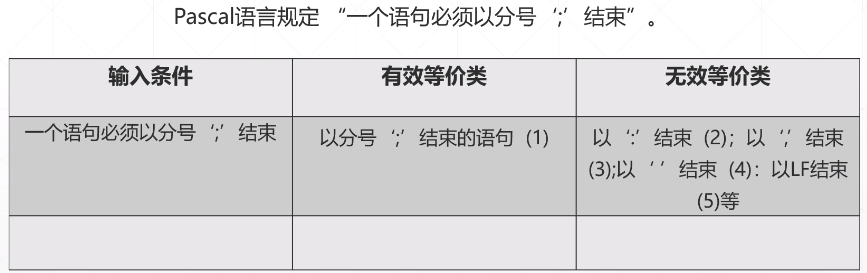 Pascal语言规定 “一个语句必须以分号‘;’结束”。
输入条件
有效等价类
无效等价类
一个语句必须以分号‘;’结束
以分号‘;’结束的语句 (1)
以‘:’结束 (2)；以‘,’结束
(3);以‘ ’结束 (4)：以LF结束
(5)等